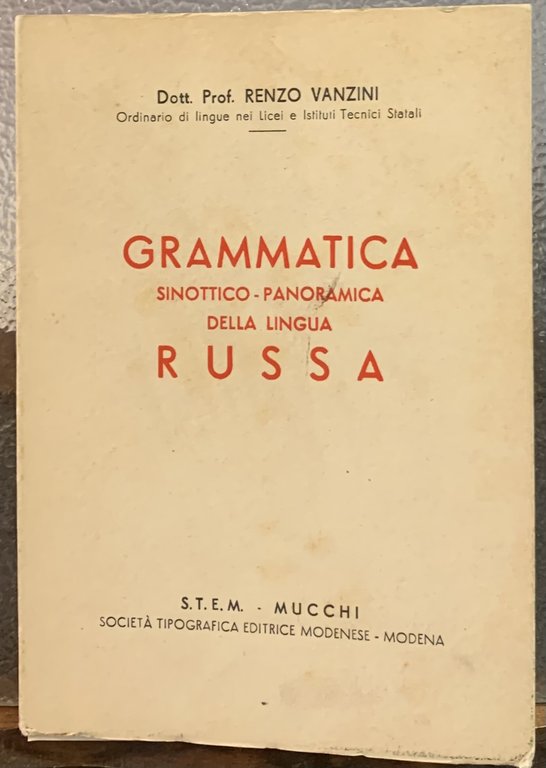 Dott. Prof. RENZO VANZINI
Ordinario di lingue nei Licei e Istituti Tecnici Statali
GRAMMATICA
SINOTTICO - PANORAMICA
DELLA LINGUA
RUSSA
S.T.E.M. - MUCCHI
SOCIETÀ TIPOGRAFICA EDITRICE MODENESE - MODENA